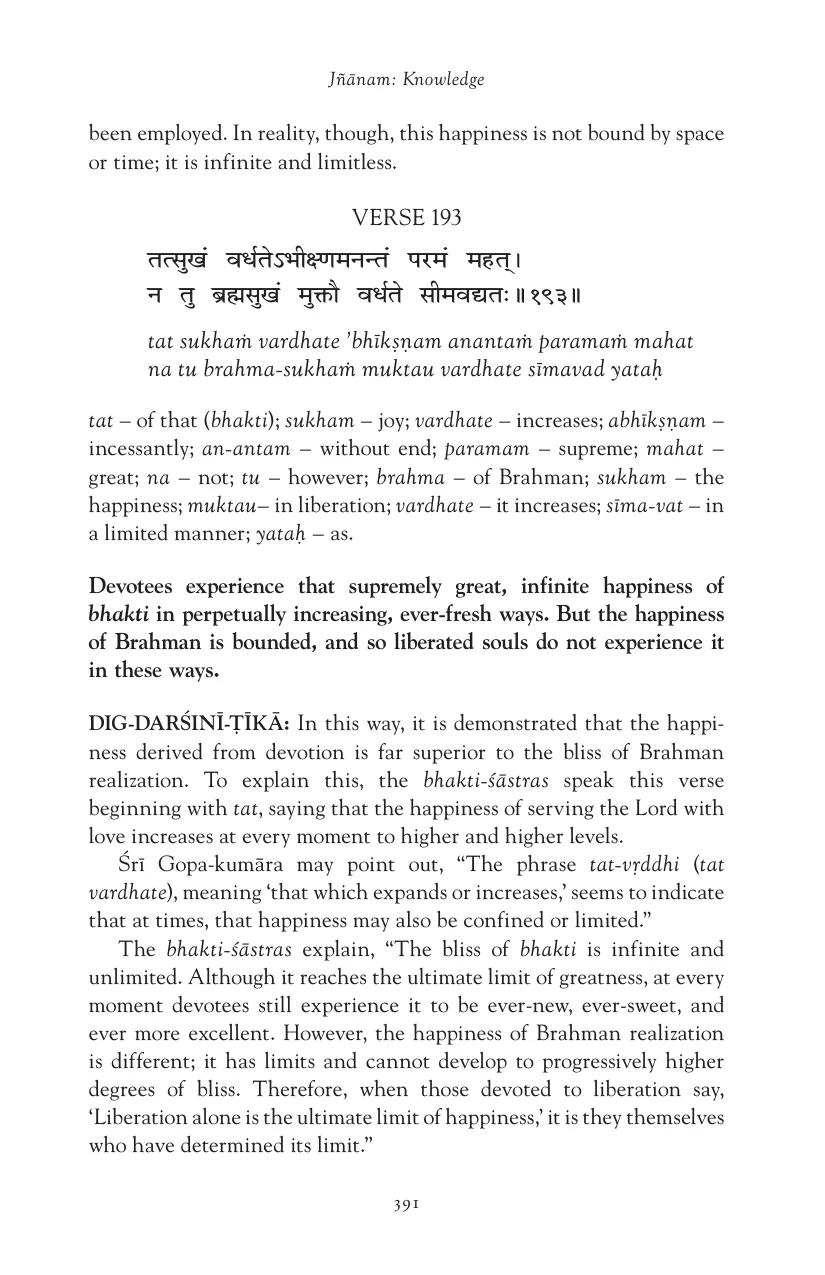 Jñānam: Knowledge
been employed. In reality, though, this happiness is not bound by space
or time; it is infinite and limitless.
VERSE 193
तत्सुखं वर्धतेऽभीक्ष्णमनन्तं परमं महत्।
न तु ब्रह्मसुखं मुक्तौ वर्धते सीमवद्यतः॥१९३॥
tat sukhaṁ vardhate ’bhīkṣṇam anantaṁ paramaṁ mahat
na tu brahma-sukhaṁ muktau vardhate sīmavad yataḥ
tat – of that (bhakti); sukham – joy; vardhate – increases; abhīkṣṇam –
incessantly; an-antam – without end; paramam – supreme; mahat –
great; na – not; tu – however; brahma – of Brahman; sukham – the
happiness; muktau– in liberation; vardhate – it increases; sīma-vat – in
a limited manner; yataḥ – as.
Devotees experience that supremely great, infinite happiness of
bhakti in perpetually increasing, ever-fresh ways. But the happiness
of Brahman is bounded, and so liberated souls do not experience it
in these ways.
DIG-DARŚINĪ-ṬĪKĀ: In this way, it is demonstrated that the happi-
ness derived from devotion is far superior to the bliss of Brahman
realization. To explain this, the bhakti-śāstras speak this verse
beginning with tat, saying that the happiness of serving the Lord with
love increases at every moment to higher and higher levels.
Śrī Gopa-kumāra may point out, “The phrase tat-vṛddhi (tat
vardhate), meaning ‘that which expands or increases,’ seems to indicate
that at times, that happiness may also be confined or limited.”
The bhakti-śāstras explain, “The bliss of bhakti is infinite and
unlimited. Although it reaches the ultimate limit of greatness, at every
moment devotees still experience it to be ever-new, ever-sweet, and
ever more excellent. However, the happiness of Brahman realization
is different; it has limits and cannot develop to progressively higher
degrees of bliss. Therefore, when those devoted to liberation say,
‘Liberation alone is the ultimate limit of happiness,’ it is they themselves
who have determined its limit.”
391